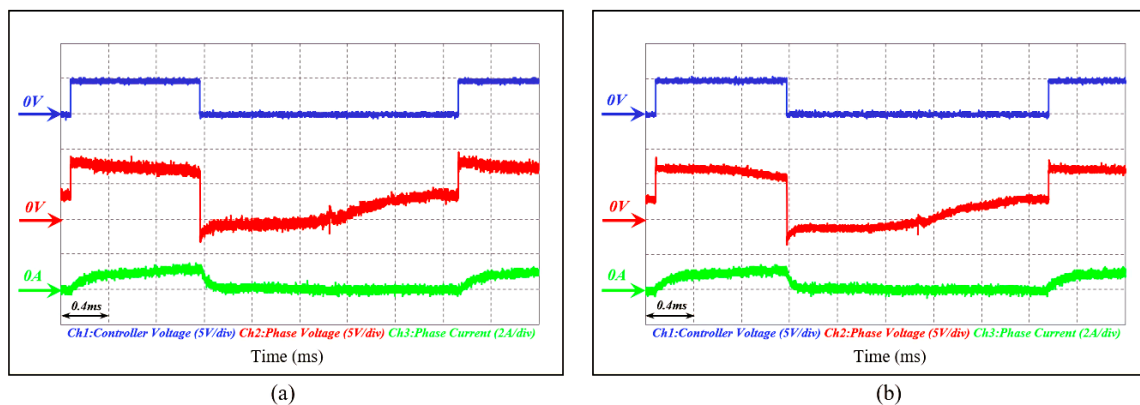 0V
0V
0A
0.4ms
Ch1:Controller Voltage (5V/div) Ch2:Phase Voltage (5V/div) Ch3:Phase Current (2A/div)
Time (ms)
(a)
0V
0V
0A
0.4ms
Ch1:Controller Voltage (5V/div) Ch2:Phase Voltage (5V/div) Ch3:Phase Current (2A/div)
Time (ms)
(b)